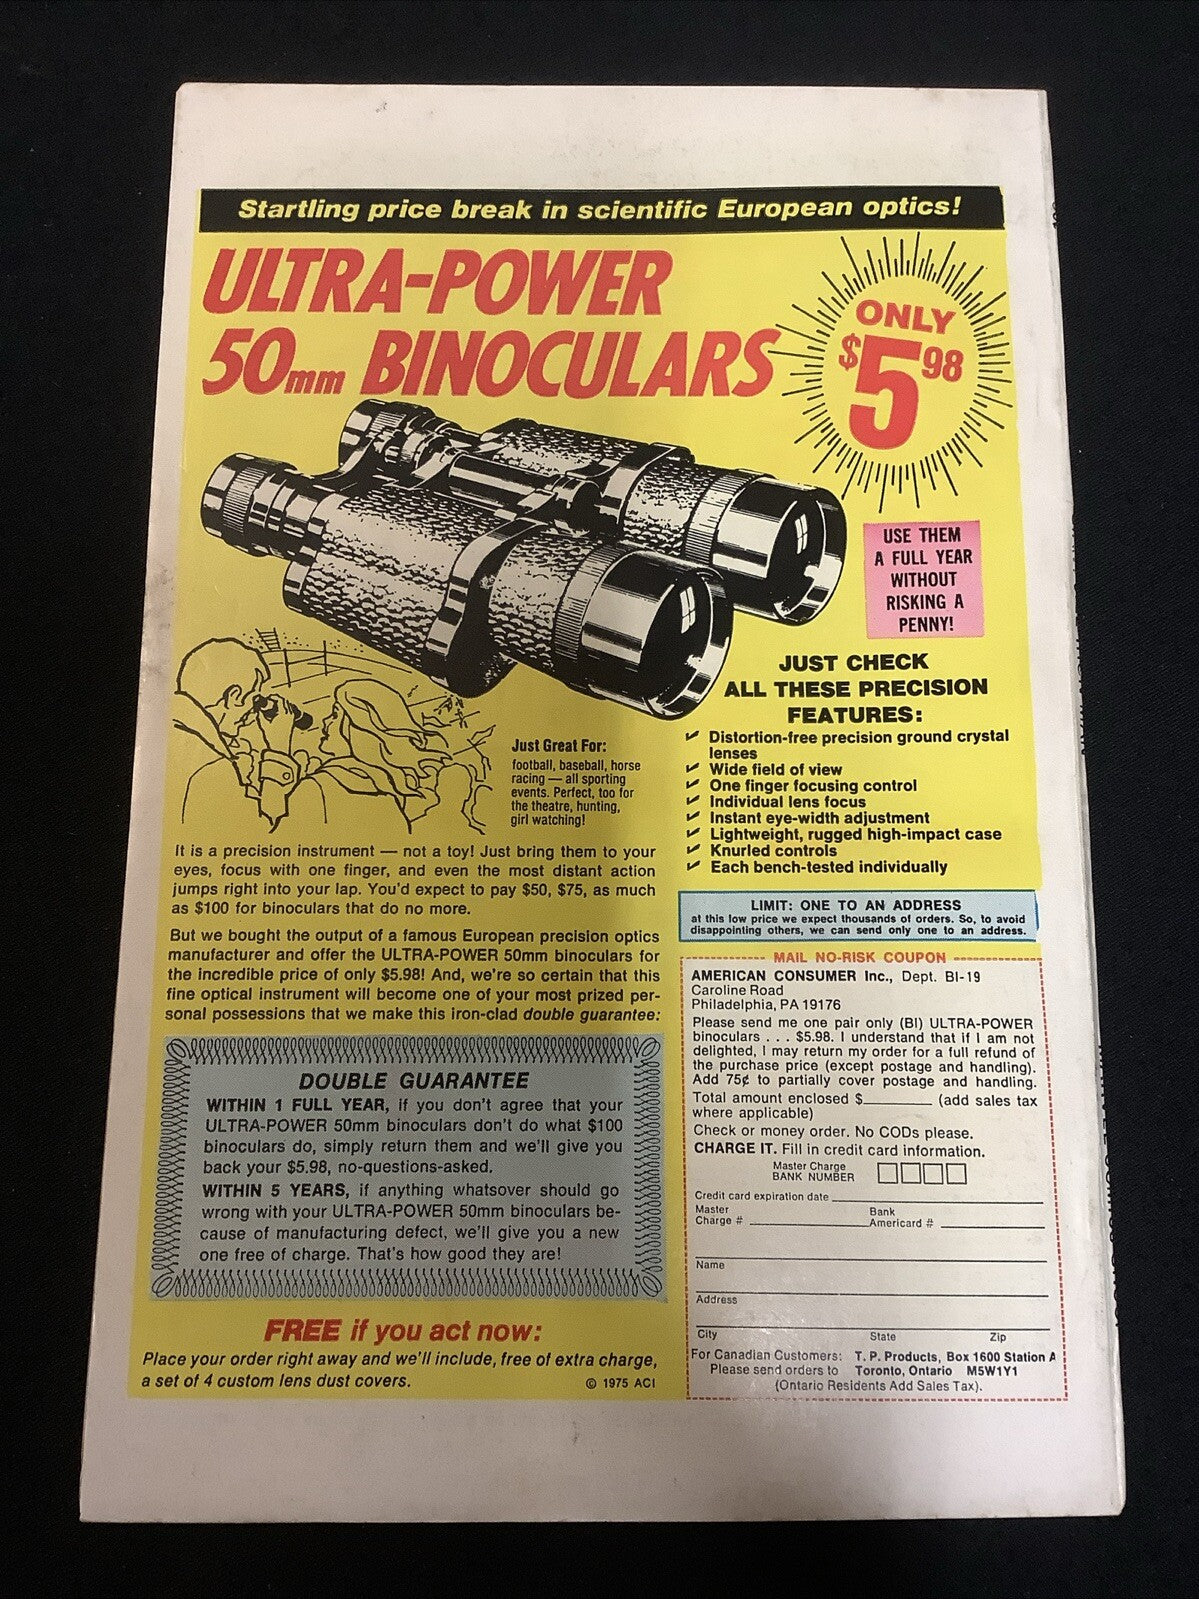 Startling price break in scientific European optics!
ULTRA-POWER
50mm BINOCULARS
ONLY
$5.98
USE THEM
A FULL YEAR
WITHOUT
RISKING A
PENNY!
JUST CHECK
ALL THESE PRECISION
FEATURES:
✓ Distortion-free precision ground crystal
lenses
✓ Wide field of view
✓ One finger focusing control
✓ Individual lens focus
✓ Instant eye-width adjustment
✓ Lightweight, rugged high-impact case
✓ Knurled controls
✓ Each bench-tested individually
Just Great For:
football, baseball, horse
racing — all sporting
events. Perfect, too for
the theatre, hunting,
girl watching!
It is a precision instrument — not a toy! Just bring them to your
eyes, focus with one finger, and even the most distant action
jumps right into your lap. You'd expect to pay $50, $75, as much
as $100 for binoculars that do no more.
But we bought the output of a famous European precision optics
manufacturer and offer the ULTRA-POWER 50mm binoculars for
the incredible price of only $5.98! And, we're so certain that this
fine optical instrument will become one of your most prized per-
sonal possessions that we make this iron-clad double guarantee:
DOUBLE GUARANTEE
WITHIN 1 FULL YEAR, if you don't agree that your
ULTRA-POWER 50mm binoculars don't do what $100
binoculars do, simply return them and we'll give you
back your $5.98, no-questions-asked.
WITHIN 5 YEARS, if anything whatsover should go
wrong with your ULTRA-POWER 50mm binoculars be-
cause of manufacturing defect, we'll give you a new
one free of charge. That's how good they are!
FREE if you act now:
Place your order right away and we'll include, free of extra charge,
a set of 4 custom lens dust covers.
© 1975 ACI
LIMIT: ONE TO AN ADDRESS
at this low price we expect thousands of orders. So, to avoid
disappointing others, we can send only one to an address.
MAIL NO-RISK COUPON
AMERICAN CONSUMER Inc., Dept. BI-19
Caroline Road
Philadelphia, PA 19176
Please send me one pair only (BI) ULTRA-POWER
binoculars . . . $5.98. I understand that if I am not
delighted, I may return my order for a full refund of
the purchase price (except postage and handling).
Add 75¢ to partially cover postage and handling.
Total amount enclosed $________ (add sales tax
where applicable)
Check or money order. No CODs please.
CHARGE IT. Fill in credit card information.
Master Charge
BANK NUMBER
Credit card expiration date
Master
Charge #
Bank
Americard #
Name
Address
City State Zip
For Canadian Customers: T. P. Products, Box 1600 Station A
Please send orders to Toronto, Ontario M5W1Y1
(Ontario Residents Add Sales Tax).